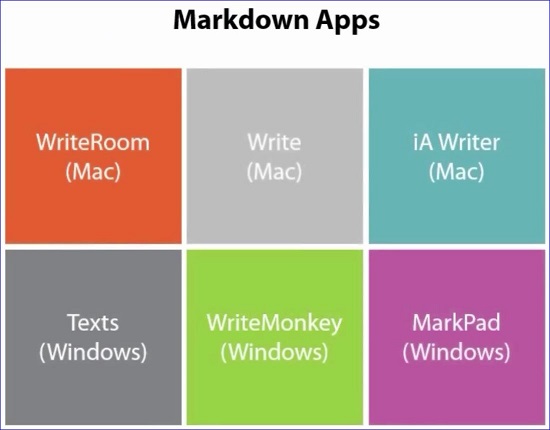 Markdown Apps
WriteRoom
(Mac)
Write
(Mac)
iA Writer
(Mac)
Texts
(Windows)
WriteMonkey
(Windows)
MarkPad
(Windows)